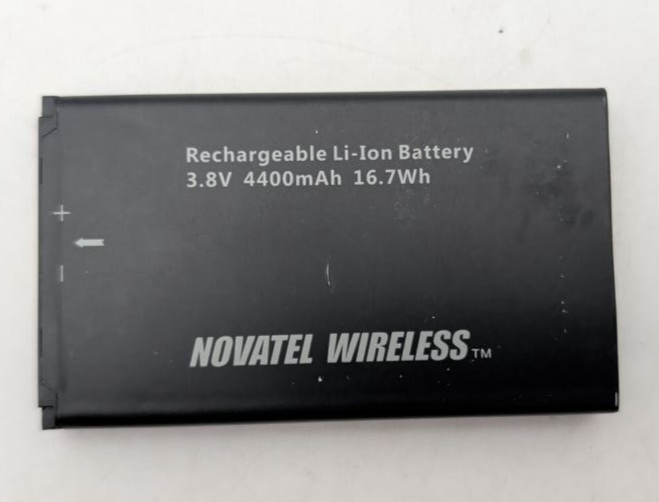 Rechargeable Li-Ion Battery
3.8V 4400mAh 16.7Wh
+
-
NOVATEL WIRELESS™